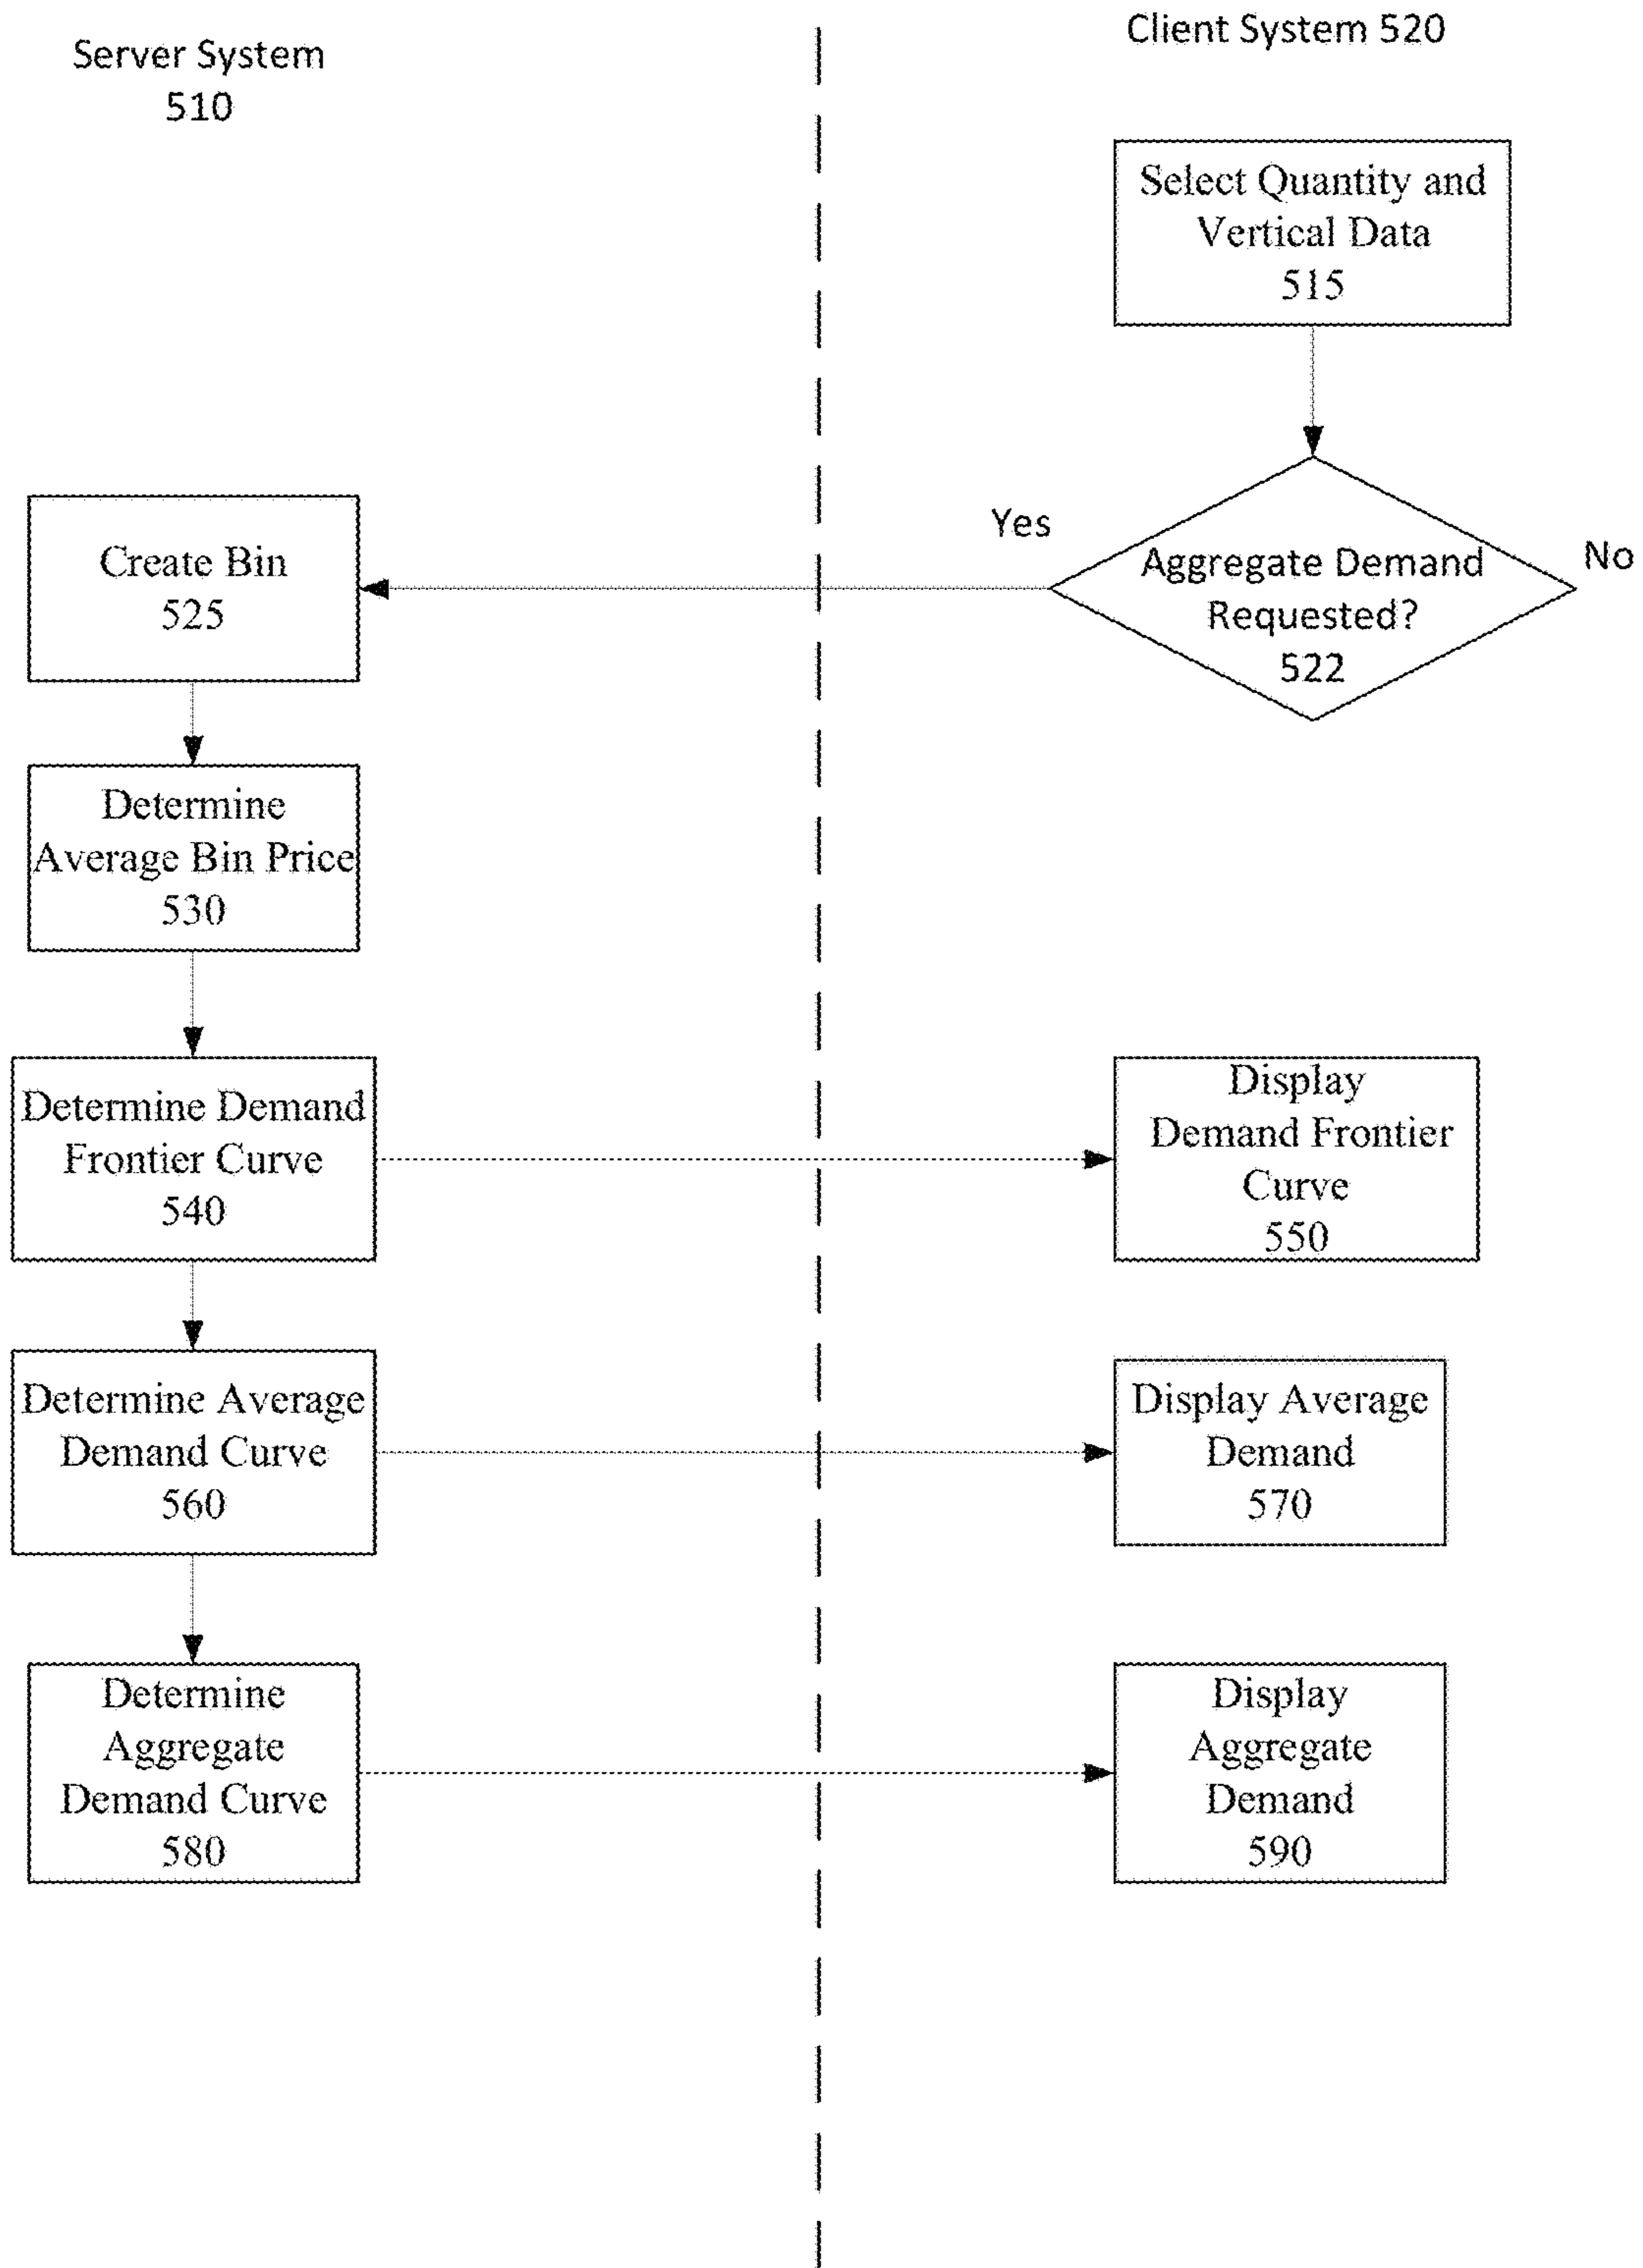 Server System
510
Client System 520
Select Quantity and
Vertical Data
515
Yes
Aggregate Demand
Requested?
522
No
Create Bin
525
Determine
Average Bin Price
530
Determine Demand
Frontier Curve
540
Display
Demand Frontier
Curve
550
Determine Average
Demand Curve
560
Display Average
Demand
570
Determine
Aggregate
Demand Curve
580
Display
Aggregate
Demand
590